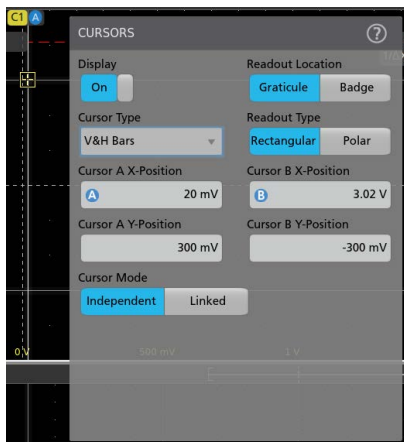 C1 A
CURSORS ?
Display Readout Location
On Graticule Badge
Cursor Type Readout Type
V&H Bars Rectangular Polar
Cursor A X-Position Cursor B X-Position
A 20 mV B 3.02 V
Cursor A Y-Position Cursor B Y-Position
300 mV -300 mV
Cursor Mode
Independent Linked
0 V 500 mV 1 V